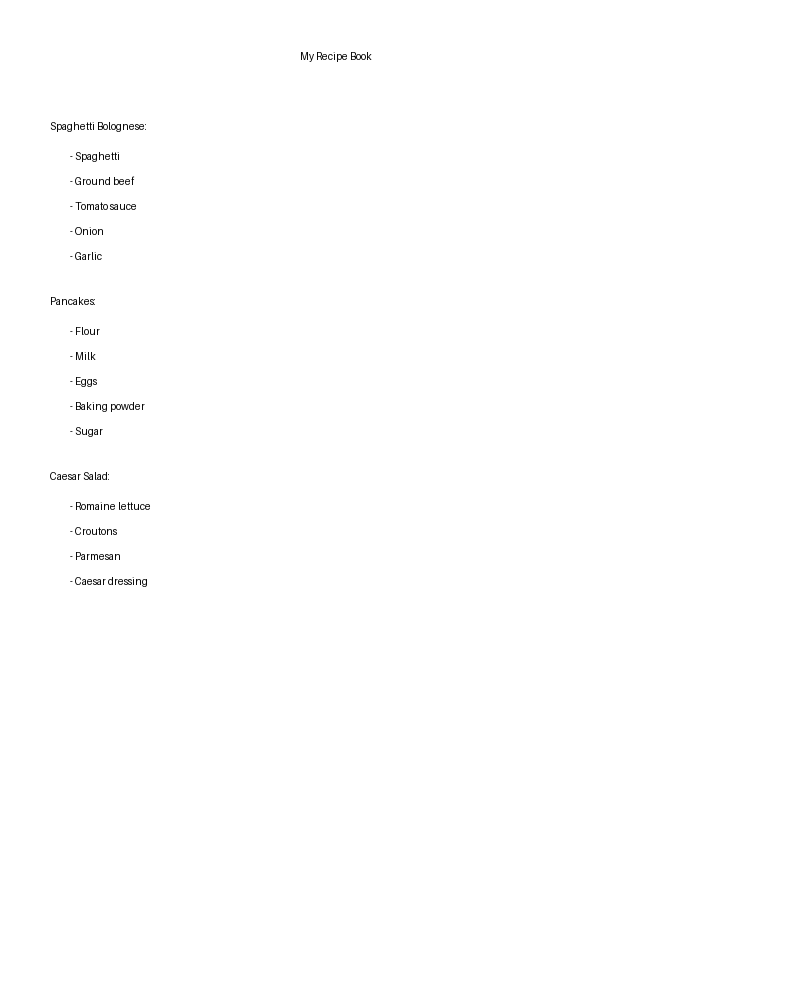 My Recipe Book
Spaghetti Bolognese:
- Spaghetti
- Ground beef
- Tomato sauce
- Onion
- Garlic
Pancakes:
- Flour
- Milk
- Eggs
- Baking powder
- Sugar
Caesar Salad:
- Romaine lettuce
- Croutons
- Parmesan
- Caesar dressing